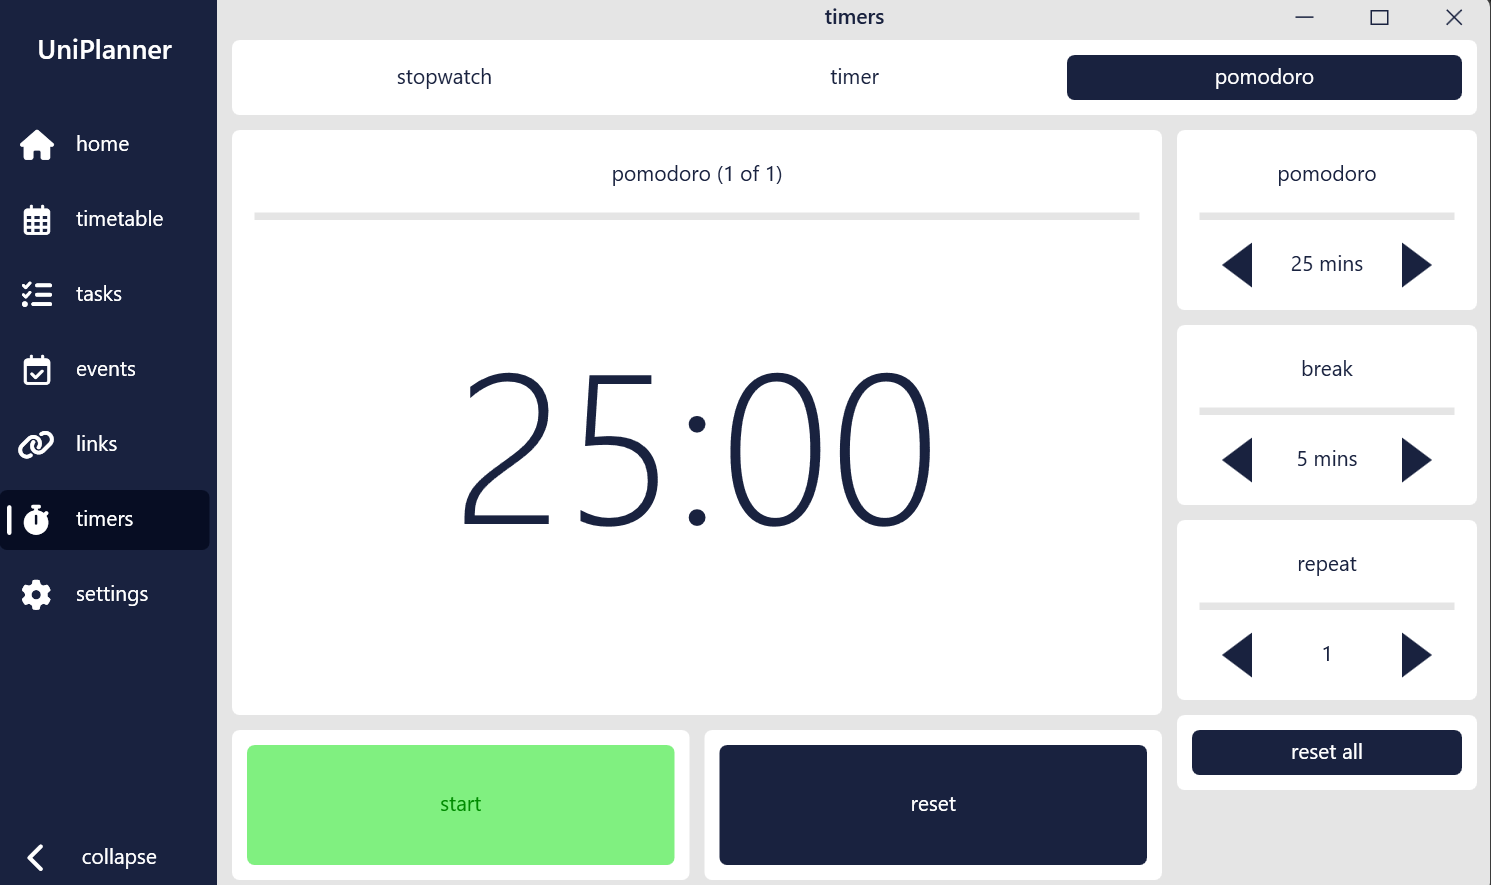 UniPlanner
home
timetable
tasks
events
links
timers
settings
collapse
timers
stopwatch
timer
pomodoro
pomodoro (1 of 1)
25:00
start
reset
pomodoro
25 mins
break
5 mins
repeat
1
reset all